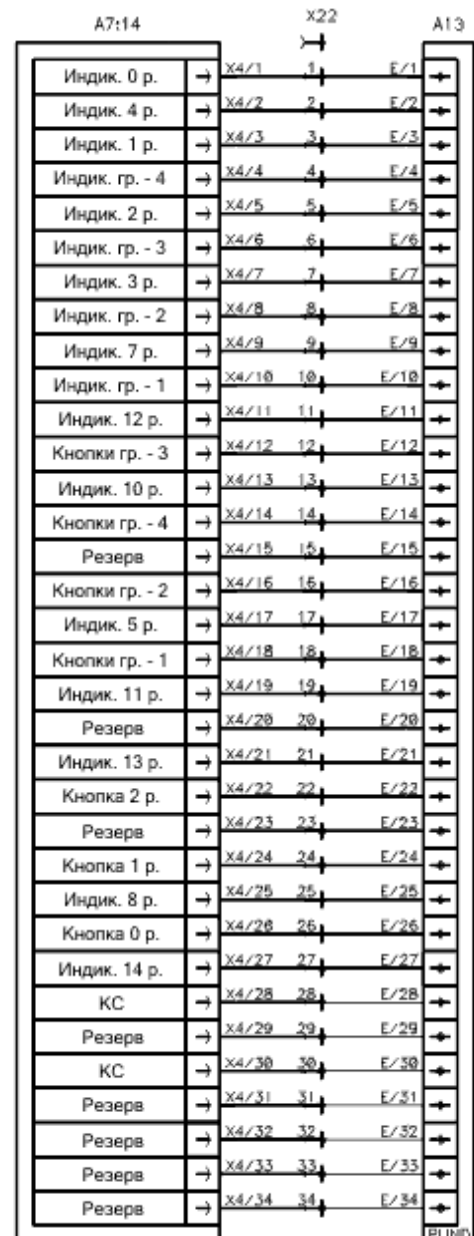 A7:14 X22 A13
Индик. 0 р. X4/1 1 E/1
Индик. 4 р. X4/2 2 E/2
Индик. 1 р. X4/3 3 E/3
Индик. гр. - 4 X4/4 4 E/4
Индик. 2 р. X4/5 5 E/5
Индик. гр. - 3 X4/6 6 E/6
Индик. 3 р. X4/7 7 E/7
Индик. гр. - 2 X4/8 8 E/8
Индик. 7 р. X4/9 9 E/9
Индик. гр. - 1 X4/10 10 E/10
Индик. 12 р. X4/11 11 E/11
Кнопки гр. - 3 X4/12 12 E/12
Индик. 10 р. X4/13 13 E/13
Кнопки гр. - 4 X4/14 14 E/14
Резерв X4/15 15 E/15
Кнопки гр. - 2 X4/16 16 E/16
Индик. 5 р. X4/17 17 E/17
Кнопки гр. - 1 X4/18 18 E/18
Индик. 11 р. X4/19 19 E/19
Резерв X4/20 20 E/20
Индик. 13 р. X4/21 21 E/21
Кнопка 2 р. X4/22 22 E/22
Резерв X4/23 23 E/23
Кнопка 1 р. X4/24 24 E/24
Индик. 8 р. X4/25 25 E/25
Кнопка 0 р. X4/26 26 E/26
Индик. 14 р. X4/27 27 E/27
КС X4/28 28 E/28
Резерв X4/29 29 E/29
КС X4/30 30 E/30
Резерв X4/31 31 E/31
Резерв X4/32 32 E/32
Резерв X4/33 33 E/33
Резерв X4/34 34 E/34